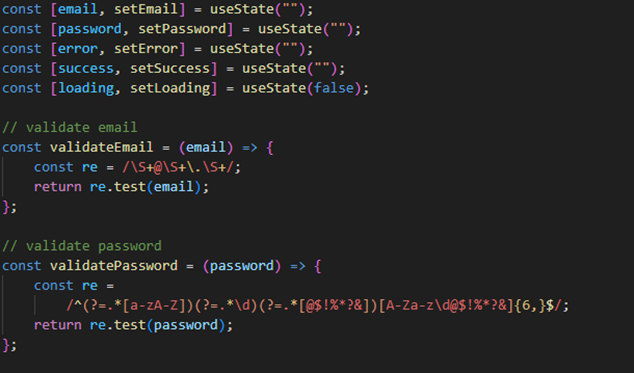 const [email, setEmail] = useState("");
const [password, setPassword] = useState("");
const [error, setError] = useState("");
const [success, setSuccess] = useState("");
const [loading, setLoading] = useState(false);
// validate email
const validateEmail = (email) => {
const re = /\S+@\S+\.\S+/;
return re.test(email);
};
// validate password
const validatePassword = (password) => {
const re =
/^(?=.*[a-zA-Z])(?=.*\d)(?=.*[@$!%*?&])[A-Za-z\d@$!%*?&]{6,}$/;
return re.test(password);
};